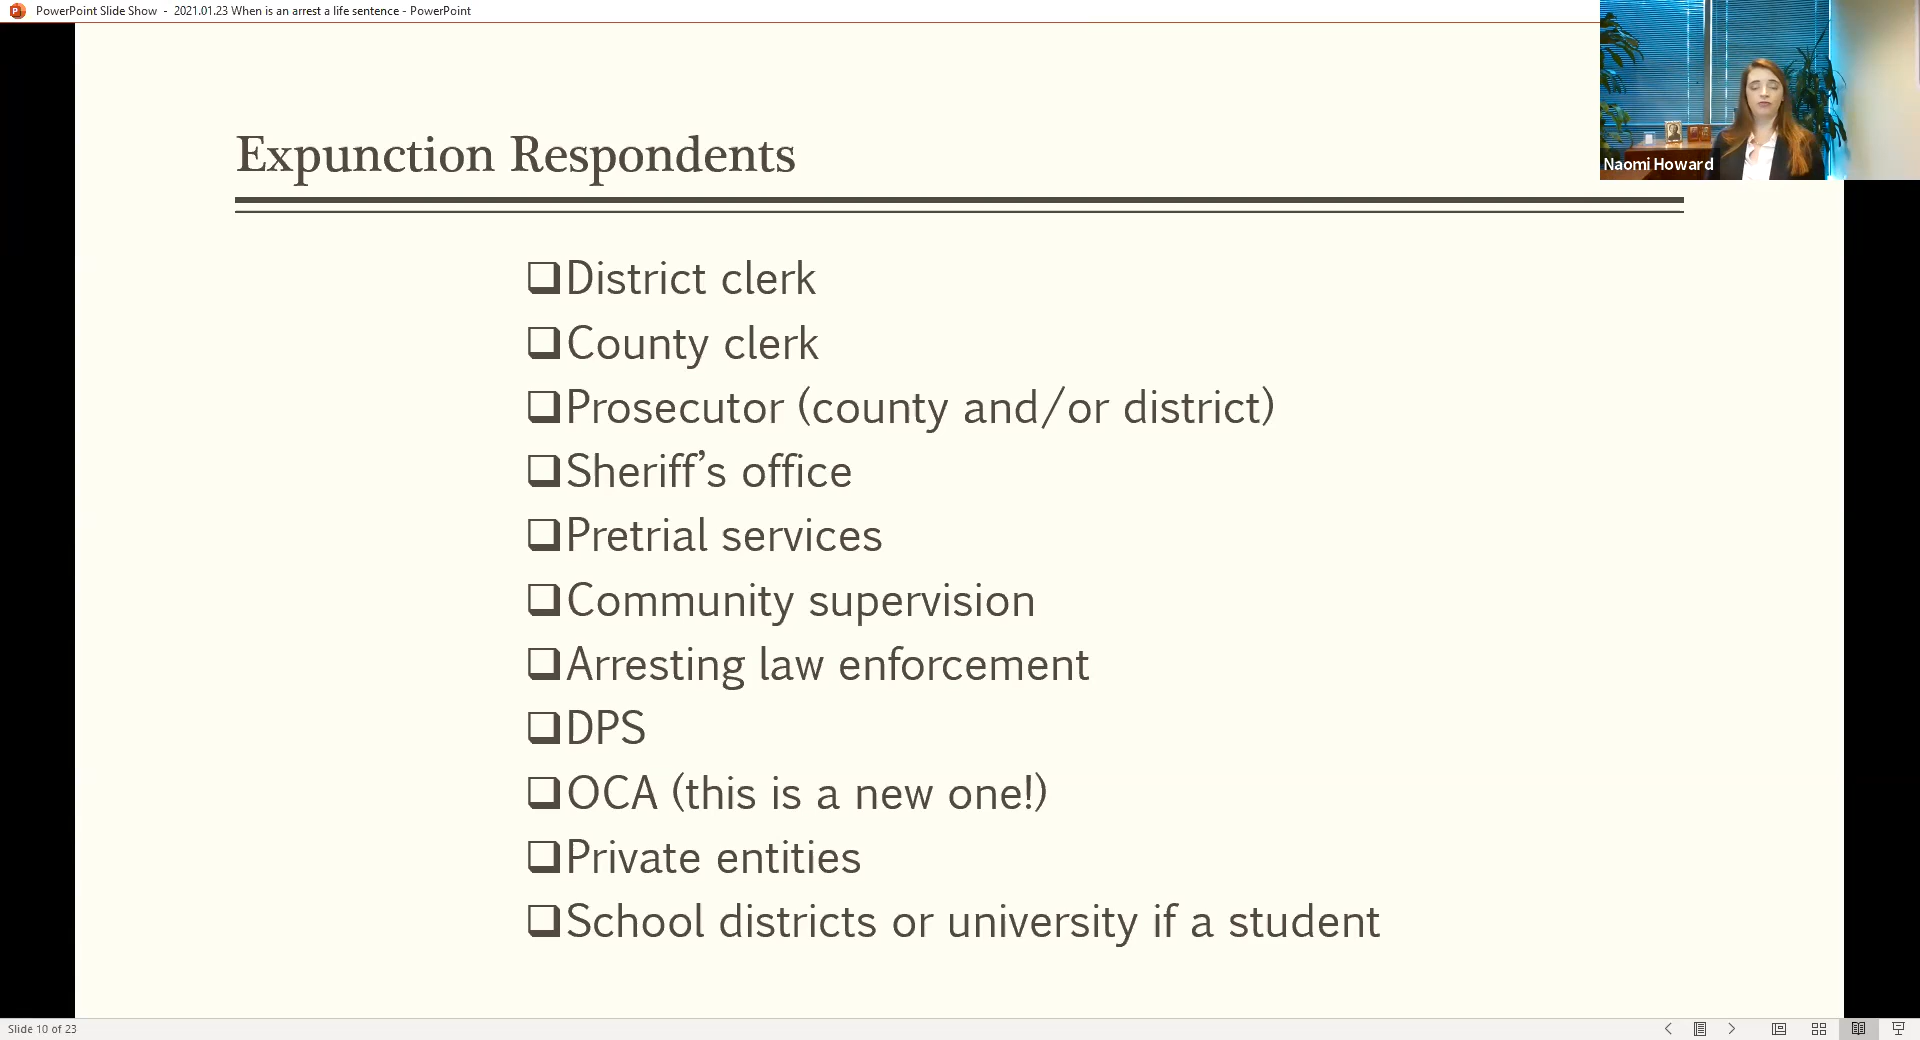 PowerPoint Slide Show - 2021.01.23 When is an arrest a life sentence - PowerPoint
Naomi Howard
Expunction Respondents
District clerk
County clerk
Prosecutor (county and/or district)
Sheriff’s office
Pretrial services
Community supervision
Arresting law enforcement
DPS
OCA (this is a new one!)
Private entities
School districts or university if a student
Slide 10 of 23